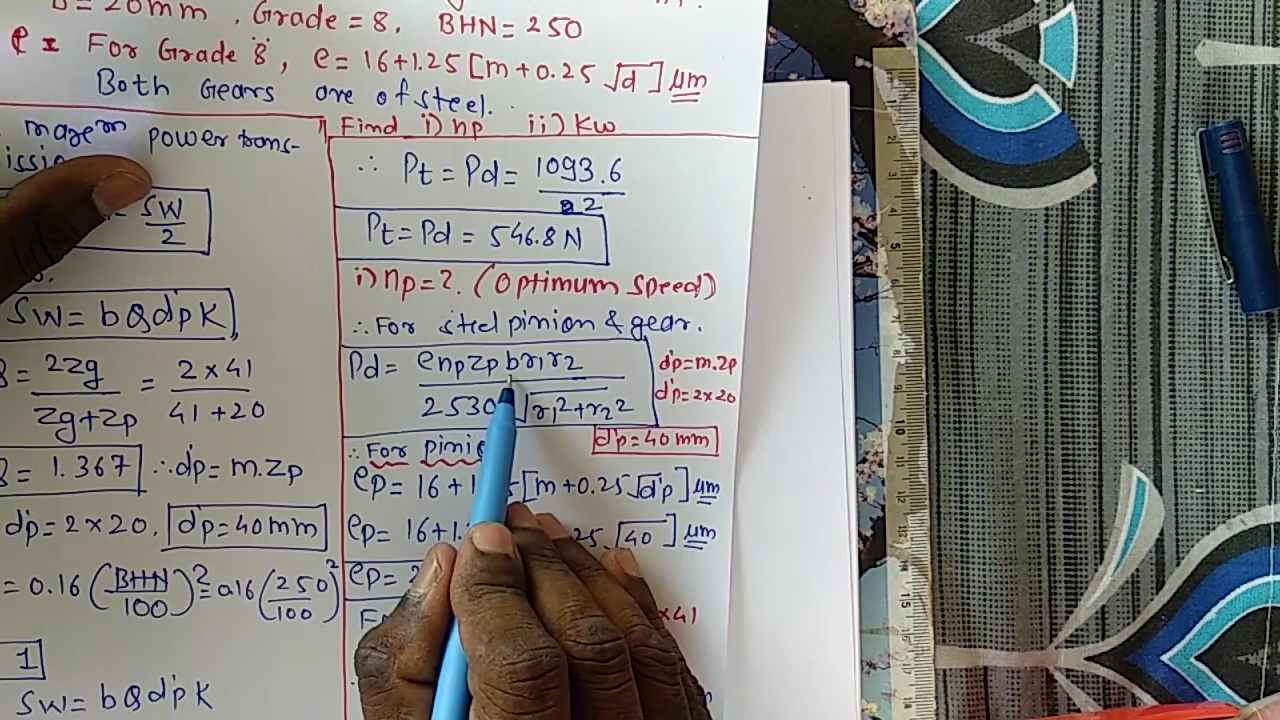 = 20mm, Grade = 8, BHN = 250
For Grade 8, e = 16+1.25 [m+0.25 √d] μm
Both Gears are of steel.
power trans-
SW/2
SW = bQd'pK
= 2zg/zg+zp = 2×41/41+20
= 1.367 ∴ d'p = m.zp
d'p = 2×20. d'p = 40mm
= 0.16 (BHN/100)² = 0.16 (250/100)²
1
SW = bQd'pK
Find i) np ii) KW
∴ Pt = Pd = 1093.6/2
Pt = Pd = 546.8 N
i) np = ?. (Optimum Speed)
∴ For steel pinion & gear.
Pd = enpzpbr1r2/2530 √r1²+r2²
d'p = m.zp
d'p = 2×20
d'p = 40 mm
∴ For
ep = 16 + [m+0.25 √d'p] μm
ep = 16+1. 25 √40] μm
ep =
×41